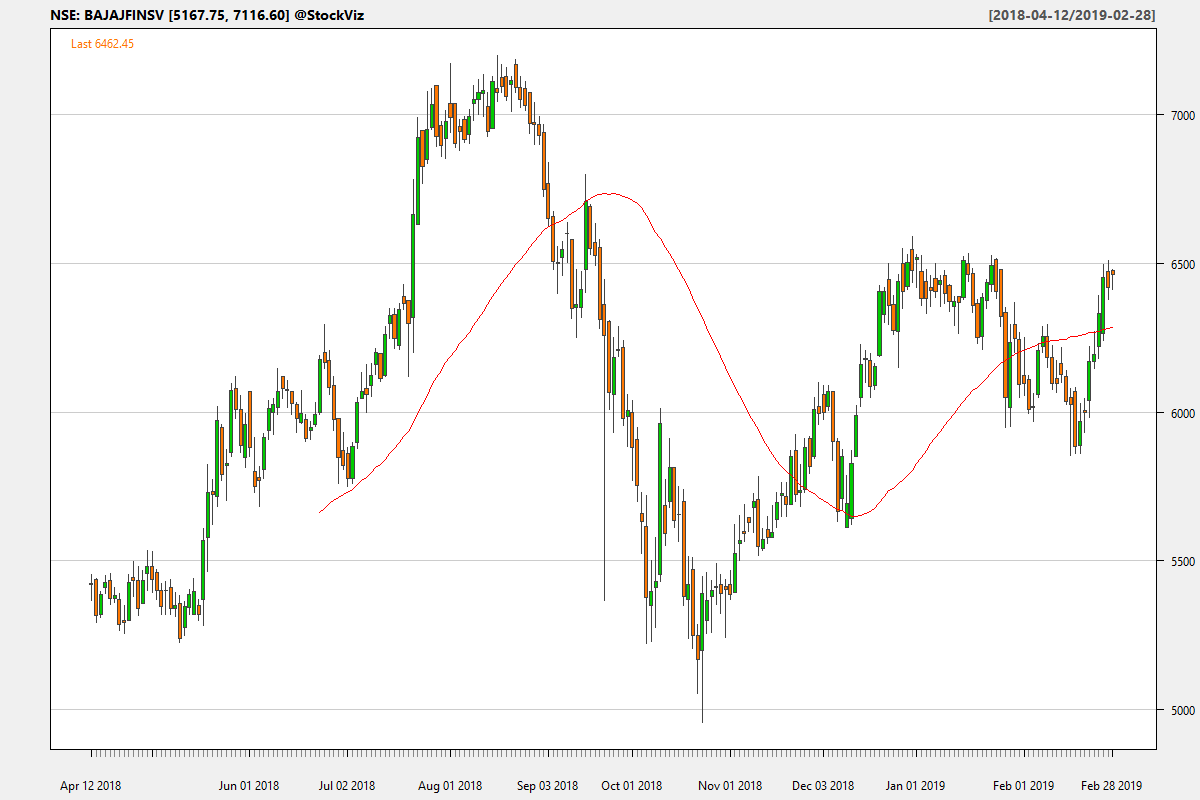 NSE: BAJAJFINSV [5167.75, 7116.60] @StockViz
[2018-04-12/2019-02-28]
Last 6462.45
7000
6500
6000
5500
5000
Apr 12 2018 Jun 01 2018 Jul 02 2018 Aug 01 2018 Sep 03 2018 Oct 01 2018 Nov 01 2018 Dec 03 2018 Jan 01 2019 Feb 01 2019 Feb 28 2019